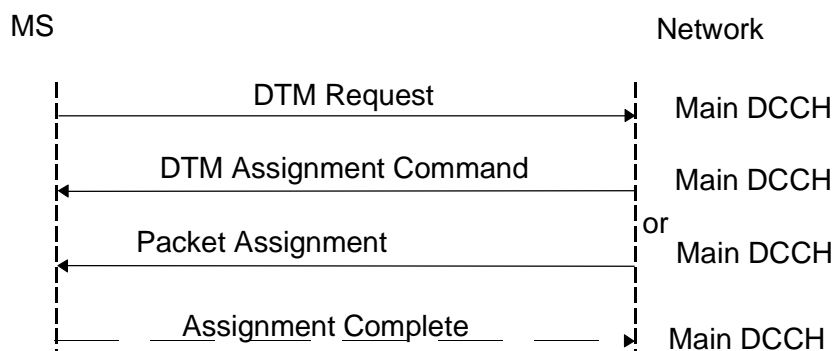 MS Network
DTM Request Main DCCH
DTM Assignment Command Main DCCH
or
Packet Assignment Main DCCH
Assignment Complete Main DCCH